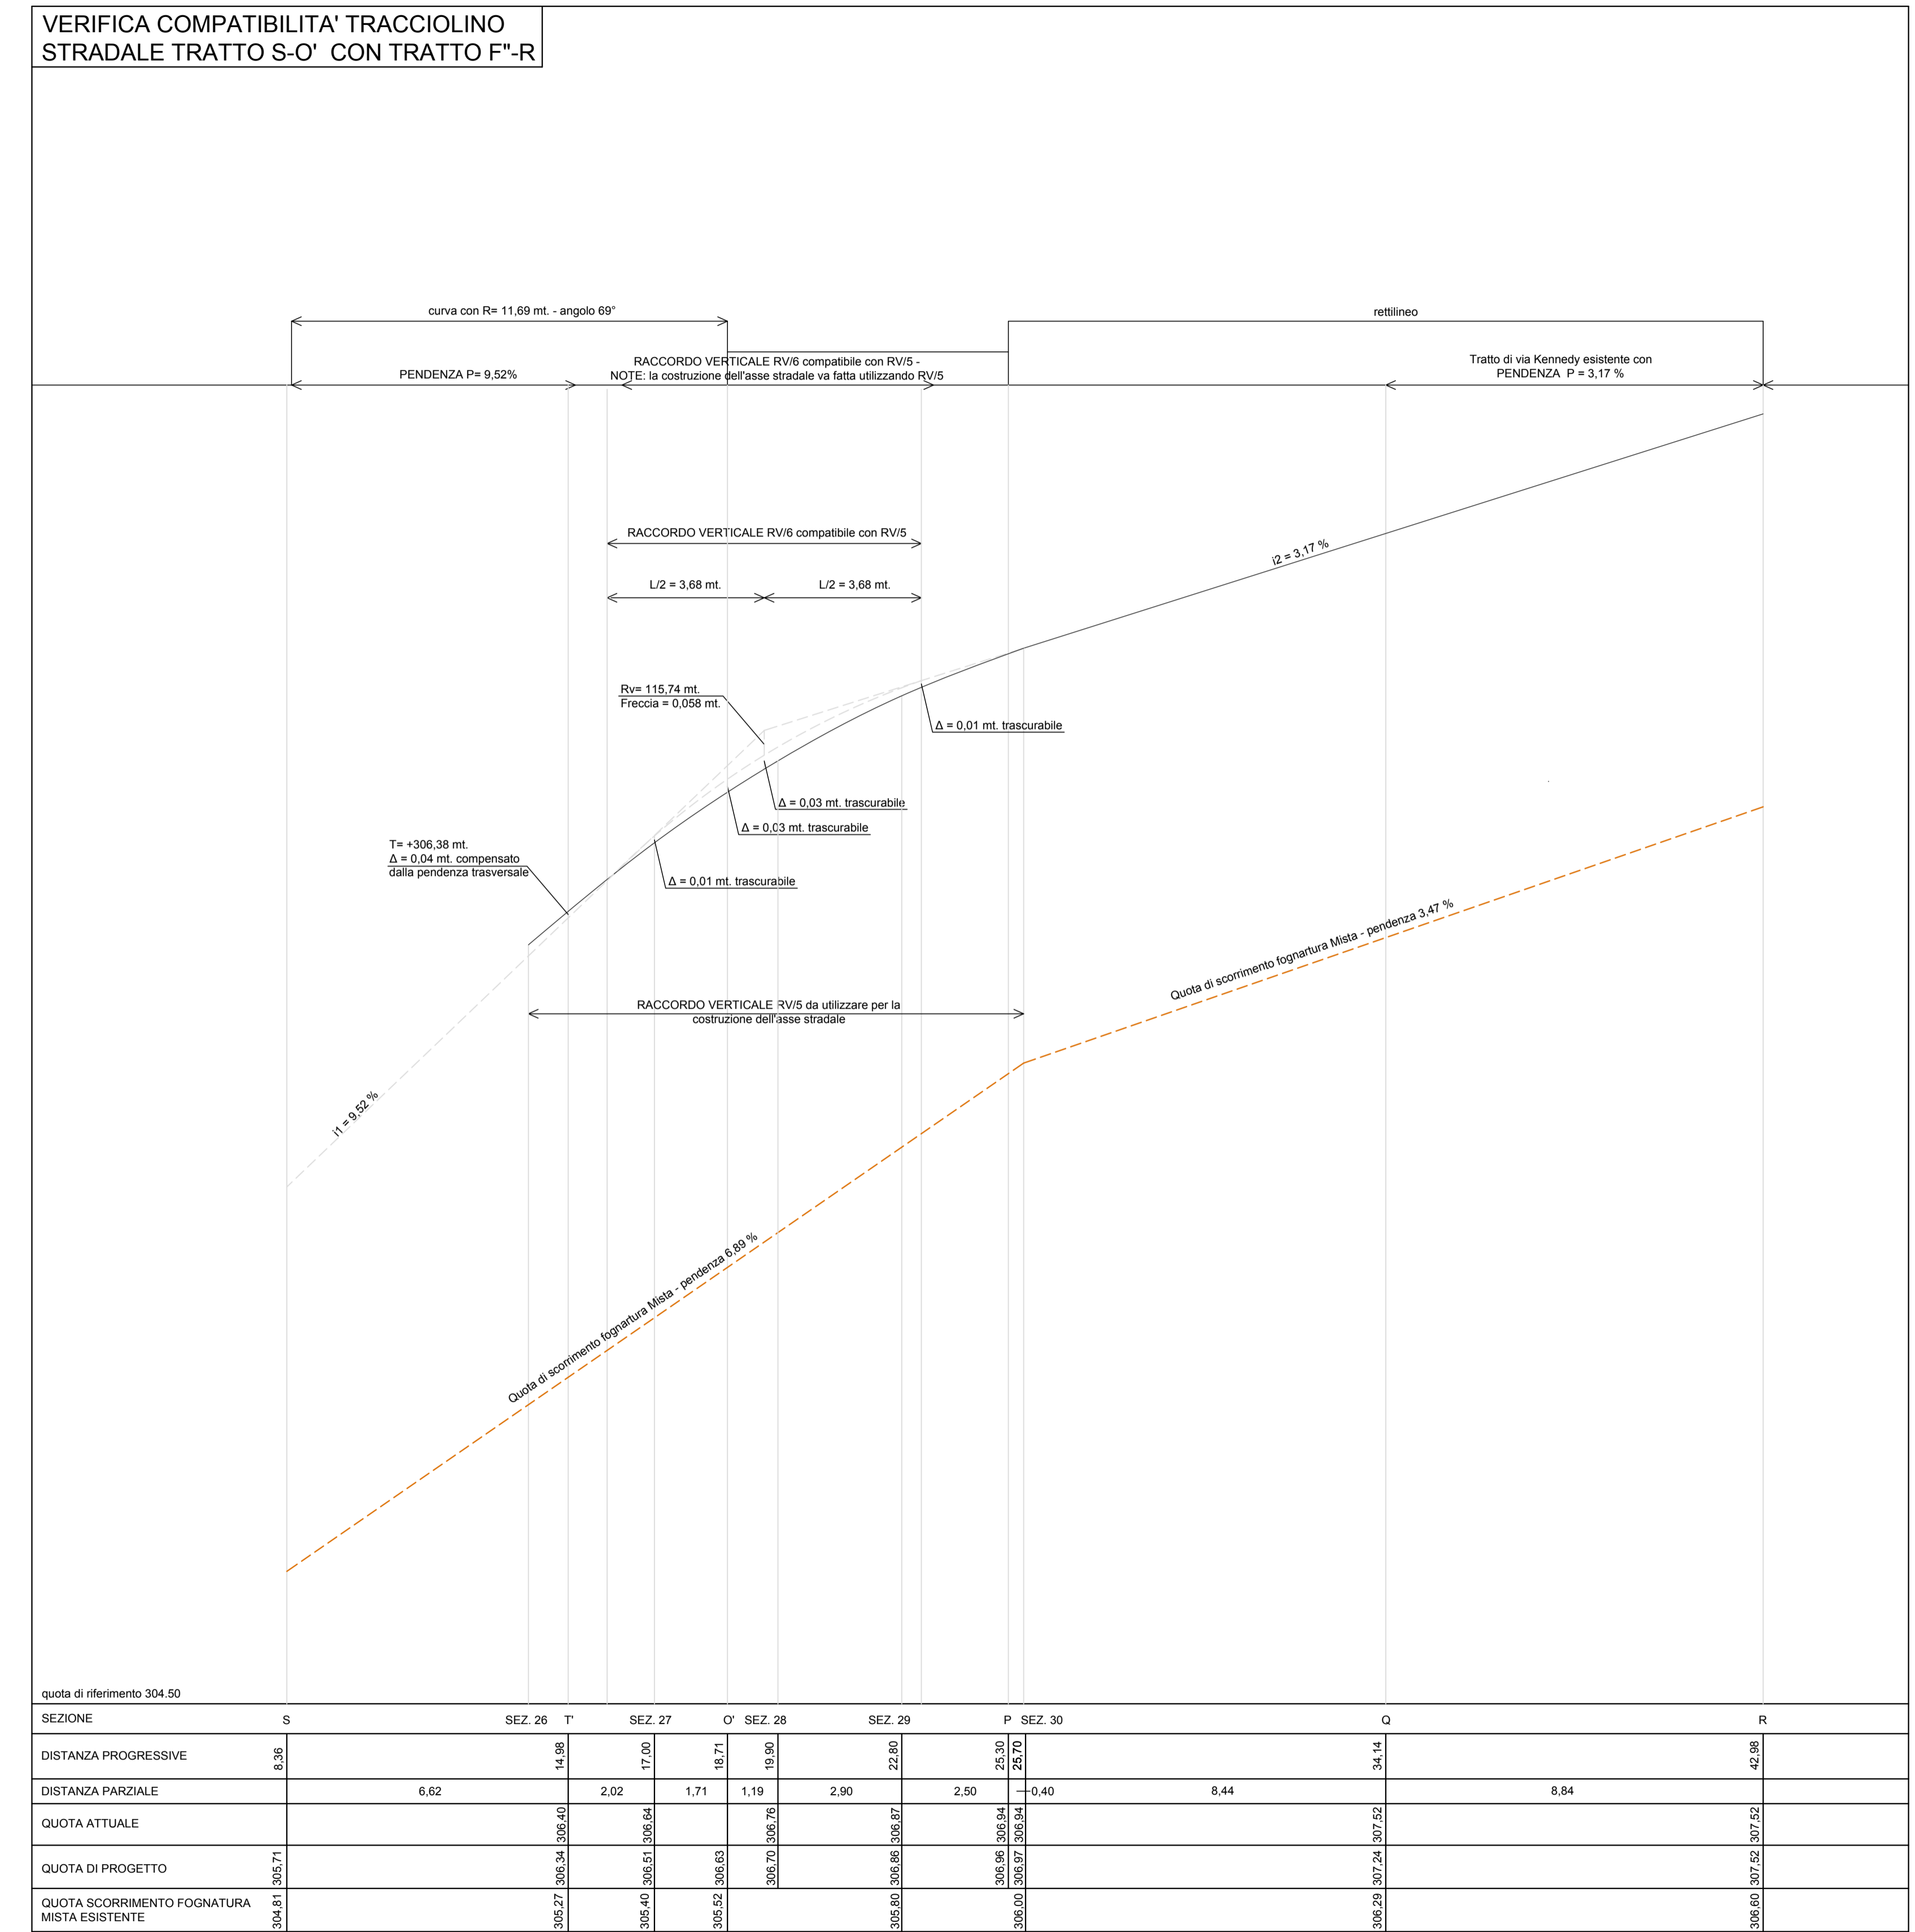 VERIFICA COMPATIBILITA' TRACCIOLINO
STRADALE TRATTO S-O' CON TRATTO F"-R
curva con R= 11,69 mt. - angolo 69°
rettilineo
RACCORDO VERTICALE RV/6 compatibile con RV/5 -
NOTE: la costruzione dell'asse stradale va fatta utilizzando RV/5
PENDENZA P= 9,52%
Tratto di via Kennedy esistente con
PENDENZA P = 3,17 %
RACCORDO VERTICALE RV/6 compatibile con RV/5
i2 = 3,17 %
L/2 = 3,68 mt.
L/2 = 3,68 mt.
Rv= 115,74 mt.
Freccia = 0,058 mt.
Δ = 0,01 mt. trascurabile
Δ = 0,03 mt. trascurabile
Δ = 0,03 mt. trascurabile
T= +306,38 mt.
Δ = 0,04 mt. compensato
dalla pendenza trasversale
Δ = 0,01 mt. trascurabile
Quota di scorrimento fognartura Mista - pendenza 3,47 %
RACCORDO VERTICALE RV/5 da utilizzare per la
costruzione dell'asse stradale
i1 = 9,52 %
Quota di scorrimento fognartura Mista - pendenza 6,89 %
quota di riferimento 304.50
SEZIONE S SEZ. 26 T' SEZ. 27 O' SEZ. 28 SEZ. 29 P SEZ. 30 Q R
DISTANZA PROGRESSIVE 8,36 14,98 17,00 18,71 19,90 22,80 25,30 25,70 34,14 42,98
DISTANZA PARZIALE 6,62 2,02 1,71 1,19 2,90 2,50 0,40 8,44 8,84
QUOTA ATTUALE 306,40 306,64 306,76 306,87 306,94 306,94 307,52 307,52
QUOTA DI PROGETTO 305,71 306,34 306,51 306,63 306,70 306,86 306,96 306,97 307,24 307,52
QUOTA SCORRIMENTO FOGNATURA
MISTA ESISTENTE 304,81 305,27 305,40 305,52 305,80 306,00 306,29 306,60